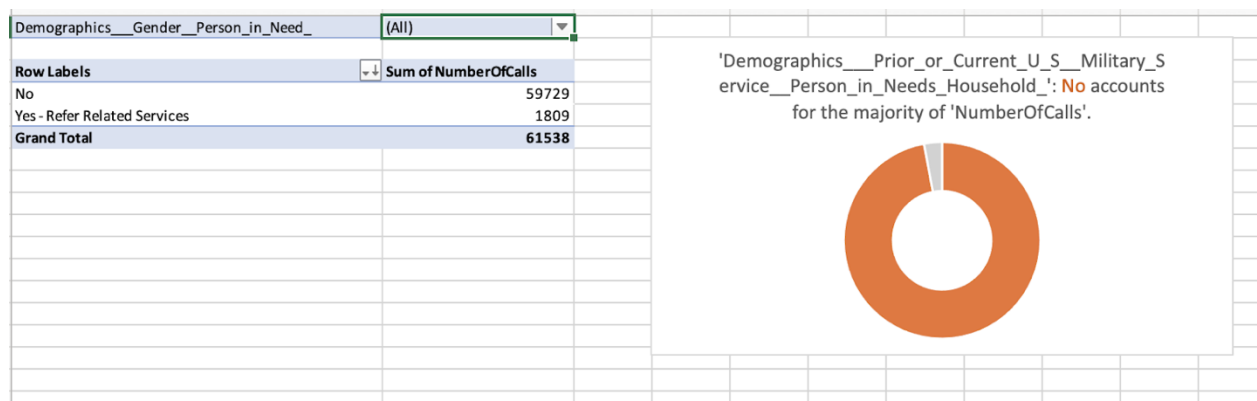 Demographics___Gender__Person_in_Need_ (All)
Row Labels Sum of NumberOfCalls
No 59729
Yes - Refer Related Services 1809
Grand Total 61538
'Demographics___Prior_or_Current_U_S__Military_S
ervice__Person_in_Needs_Household_': No accounts
for the majority of 'NumberOfCalls'.